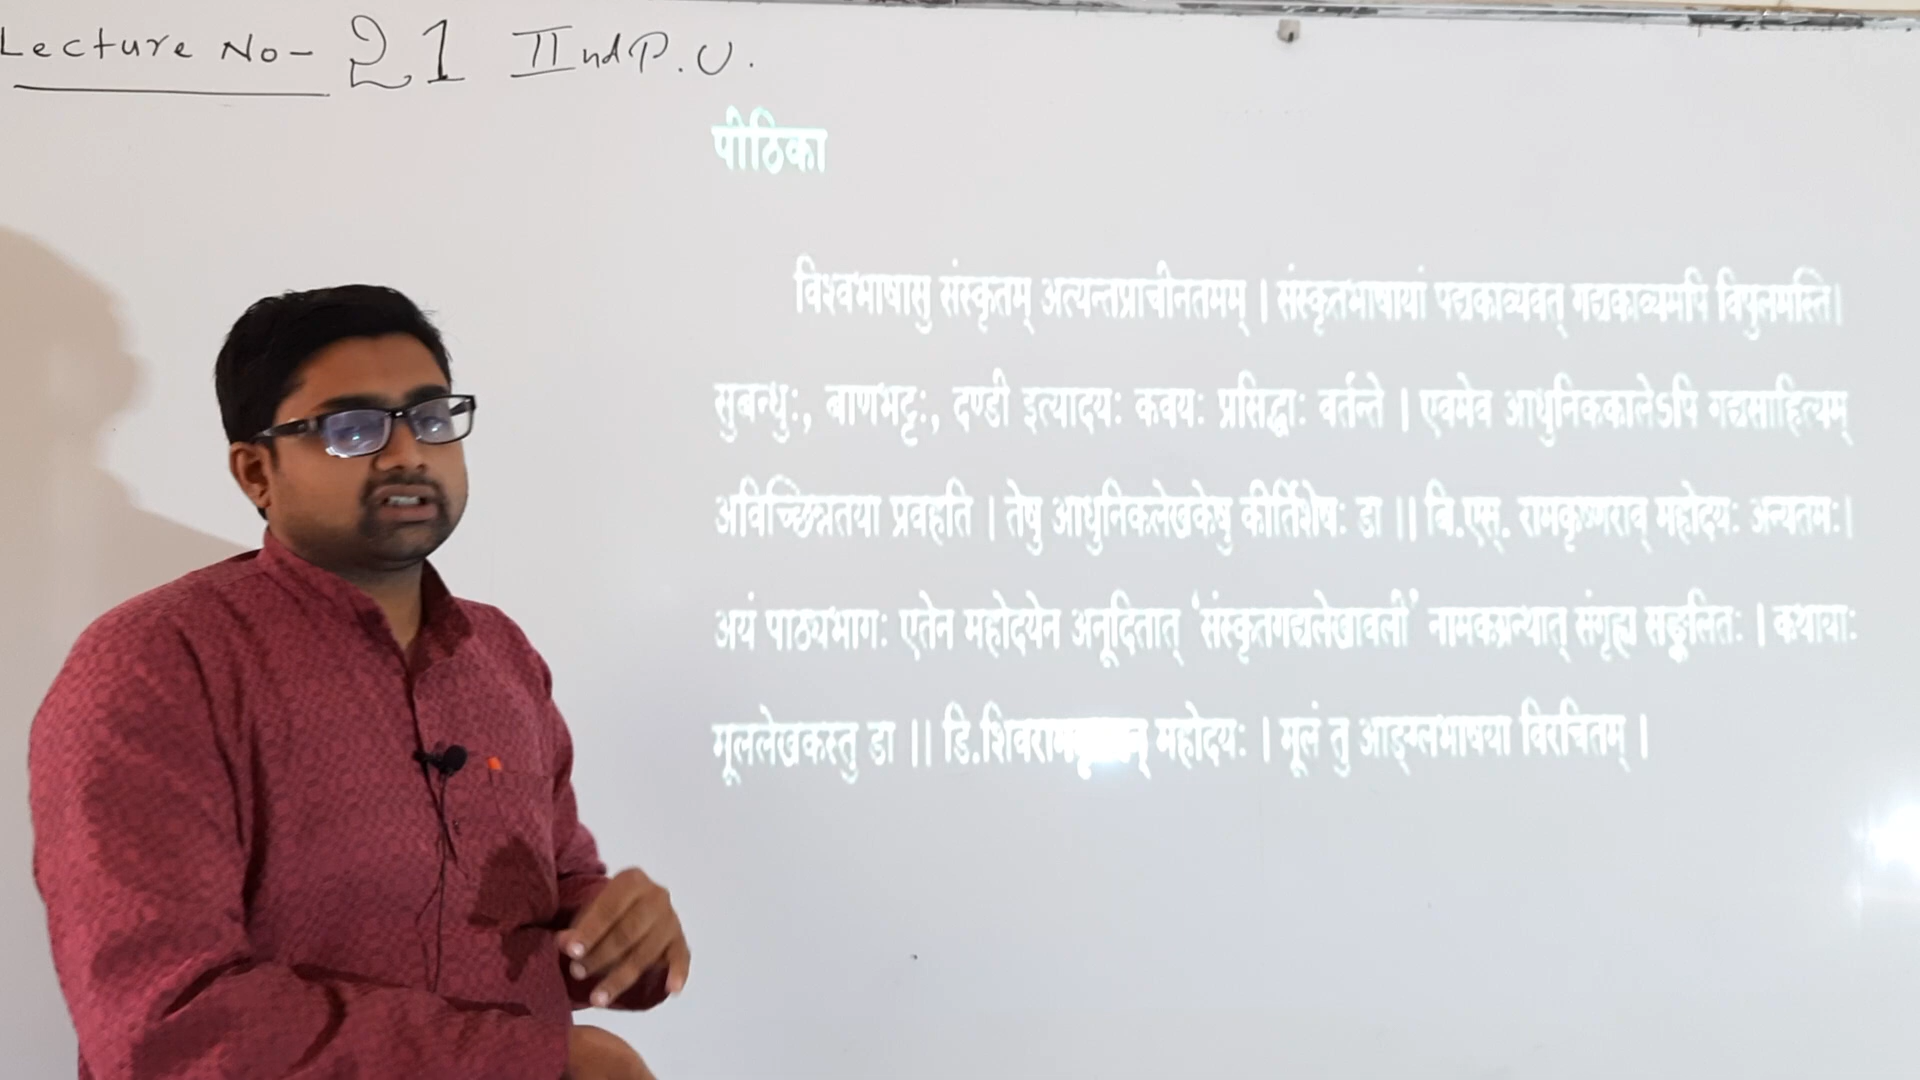 Lecture No- 21 IInd P.U.
पीठिका
विश्वभाषासु संस्कृतम् अत्यन्तप्राचीनतमम् । संस्कृतभाषायां पद्यकाव्यवत् गद्यकाव्यमपि विपुलमस्ति।
सुबन्धुः, बाणभट्टः, दण्डी इत्यादयः कवयः प्रसिद्धाः वर्तन्ते । एवमेव आधुनिककालेऽपि गद्यसाहित्यम्
अविच्छिन्नतया प्रवहति । तेषु आधुनिकलेखकेषु कीर्तिशेषः डा ।। बि.एस्. रामकृष्णराव् महोदयः अन्यतमः।
अयं पाठ्यभागः एतेन महोदयेन अनूदितात् ‘संस्कृतगद्यलेखावली’ नामकग्रन्थात् संगृह्य सङ्कलितः । कथायाः
मूललेखकस्तु डा ।। महोदयः । मूलं तु आङ्ग्लभाषया विरचितम् ।